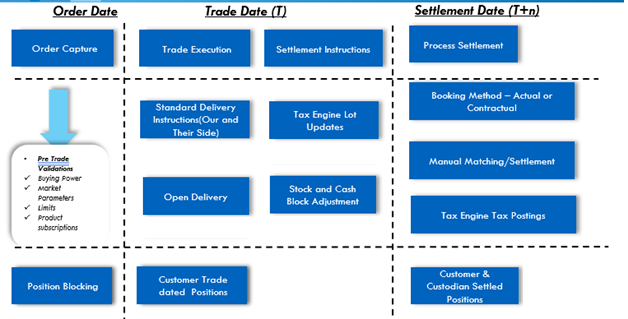 Order Date
Trade Date (T)
Settlement Date (T+n)
Order Capture
Trade Execution
Settlement Instructions
Process Settlement
Standard Delivery
Instructions(Our and
Their Side)
Tax Engine Lot
Updates
Booking Method – Actual or
Contractual
• Pre Trade
Validations
✓ Buying Power
✓ Market
Parameters
✓ Limits
✓ Product
subscriptions
Open Delivery
Stock and Cash
Block Adjustment
Manual Matching/Settlement
Tax Engine Tax Postings
Position Blocking
Customer Trade
dated Positions
Customer &
Custodian Settled
Positions